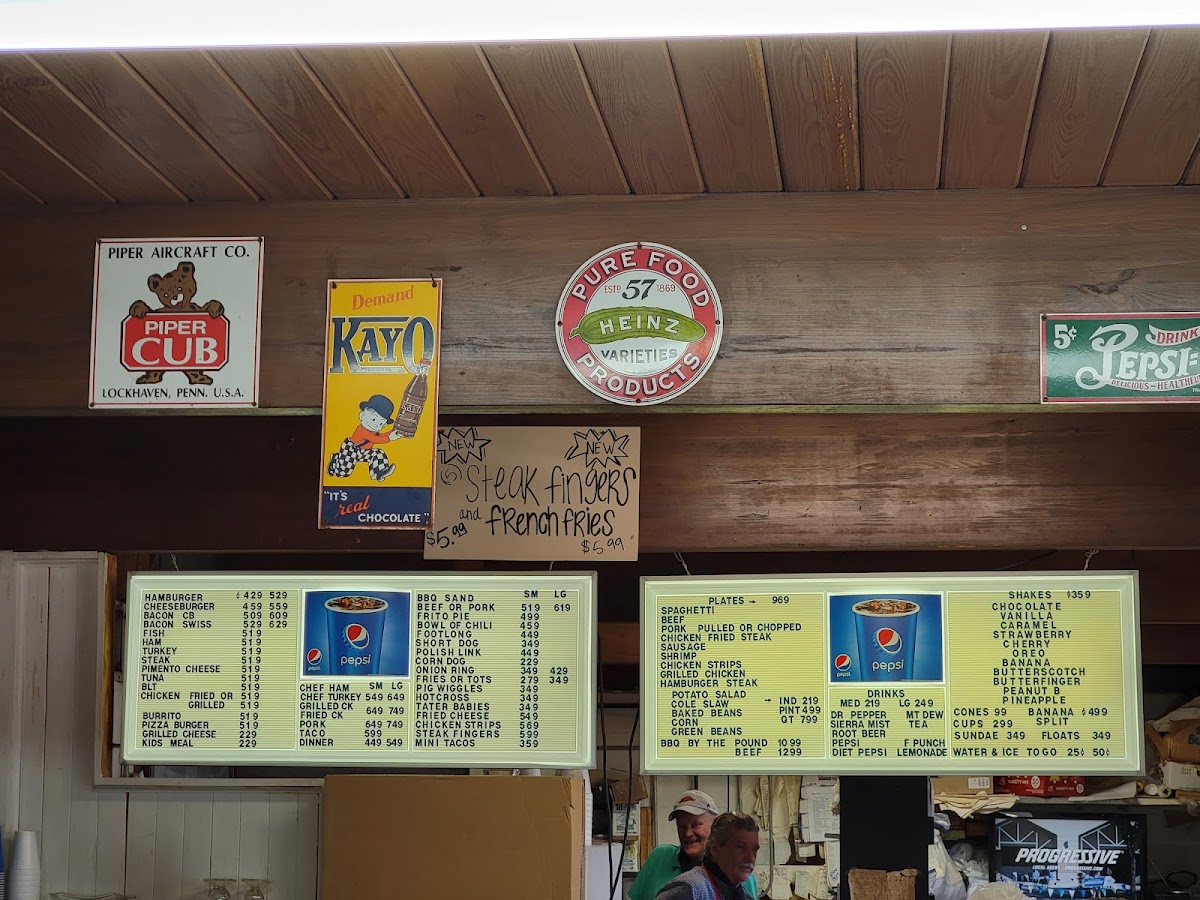 PIPER AIRCRAFT CO.
PIPER
CUB
LOCKHAVEN, PENN. U.S.A.
Demand
KAYO
"IT'S
real
CHOCOLATE"
PURE FOOD
ESTD 57 1869
HEINZ
VARIETIES
PRODUCTS
5¢
DRINK
PEPSI-
DELICIOUS-HEALTHFUL
NEW NEW
(5) Steak fingers
and french fries
$5.99 $5.99
HAMBURGER $ 429 529
CHEESEBURGER 459 559
BACON CB 509 609
BACON SWISS 529 629
FISH 519
HAM 519
TURKEY 519
STEAK 519
PIMENTO CHEESE 519
TUNA 519
BLT 519
CHICKEN FRIED OR 519
GRILLED 519
BURRITO 519
PIZZA BURGER 519
GRILLED CHEESE 229
KIDS MEAL 229
pepsi
pepsi
CHEF HAM SM LG
CHEF TURKEY 549 649
GRILLED CK
FRIED CK 649 749
PORK 649 749
TACO 599
DINNER 449 549
BBQ SAND SM LG
BEEF OR PORK 519 619
FRITO PIE 499
BOWL OF CHILI 459
FOOTLONG 449
SHORT DOG 349
POLISH LINK 449
CORN DOG 229
ONION RING 349 429
FRIES OR TOTS 279 349
PIG WIGGLES 349
HOTCROSS 349
TATER BABIES 349
FRIED CHEESE 549
CHICKEN STRIPS 569
STEAK FINGERS 599
MINI TACOS 359
PLATES → 969
SPAGHETTI
BEEF
PORK PULLED OR CHOPPED
CHICKEN FRIED STEAK
SAUSAGE
SHRIMP
CHICKEN STRIPS
GRILLED CHICKEN
HAMBURGER STEAK
POTATO SALAD
COLE SLAW → IND 219
BAKED BEANS PINT 499
CORN QT 799
GREEN BEANS
BBQ BY THE POUND 1099
BEEF 1299
pepsi
pepsi
DRINKS
MED 219 LG 249
DR PEPPER MT DEW
SIERRA MIST TEA
ROOT BEER
PEPSI F PUNCH
DIET PEPSI LEMONADE
SHAKES $359
CHOCOLATE
VANILLA
CARAMEL
STRAWBERRY
CHERRY
OREO
BANANA
BUTTERSCOTCH
BUTTERFINGER
PEANUT B
PINEAPPLE
CONES 99 BANANA $499
CUPS 299 SPLIT
SUNDAE 349 FLOATS 349
WATER & ICE TO GO 25¢ 50¢
PROGRESSIVE